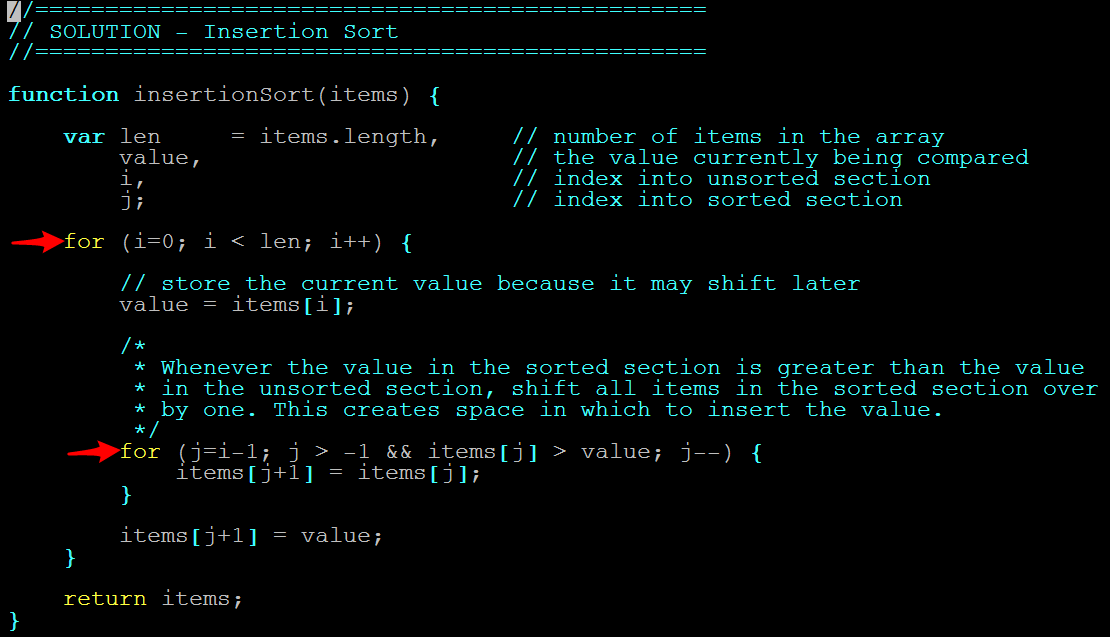 //================================================
// SOLUTION - Insertion Sort
//================================================

function insertionSort(items) {

    var len     = items.length,     // number of items in the array
        value,                      // the value currently being compared
        i,                          // index into unsorted section
        j;                          // index into sorted section

    for (i=0; i < len; i++) {

        // store the current value because it may shift later
        value = items[i];

        /*
         * Whenever the value in the sorted section is greater than the value
         * in the unsorted section, shift all items in the sorted section over
         * by one. This creates space in which to insert the value.
         */
        for (j=i-1; j > -1 && items[j] > value; j--) {
            items[j+1] = items[j];
        }

        items[j+1] = value;
    }

    return items;
}